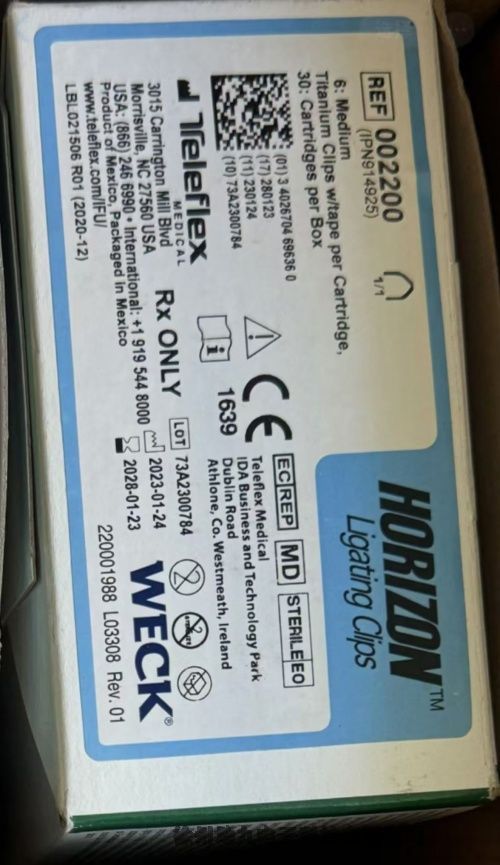 REF 002200
(IPN914925)
6: Medium
Titanium Clips w/tape per Cartridge,
30: Cartridges per Box
1/1
HORIZON™
Ligating Clips
(01) 3 4026704 69636 0
(17) 280123
(11) 230124
(10) 73A2300784
Teleflex
MEDICAL
3015 Carrington Mill Blvd
Morrisville, NC 27560 USA
USA: (866) 246 6990 • International: +1 919 544 8000
Product of Mexico, Packaged in Mexico
www.teleflex.com/IFU/
LBL021506 R01 (2020-12)
Rx ONLY
CE
1639
EC REP
MD
STERILE EO
Teleflex Medical
IDA Business and Technology Park
Dublin Road
Athlone, Co. Westmeath, Ireland
LOT 73A2300784
2023-01-24
2028-01-23
WECK®
220001988 L03308 Rev. 01